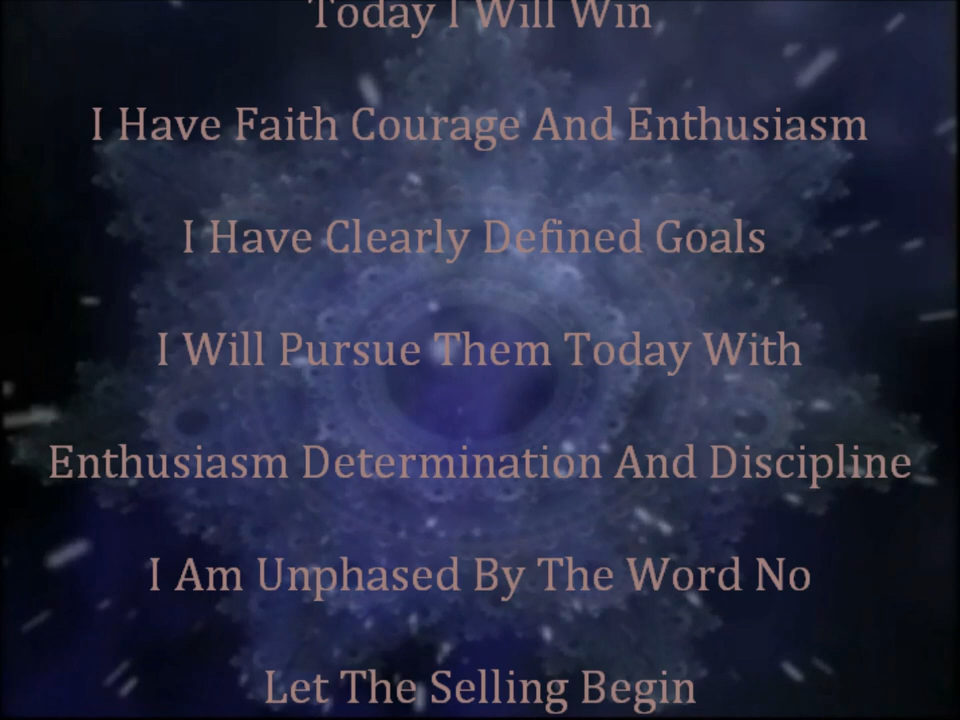 Today I Will Win
I Have Faith Courage And Enthusiasm
I Have Clearly Defined Goals
I Will Pursue Them Today With
Enthusiasm Determination And Discipline
I Am Unphased By The Word No
Let The Selling Begin